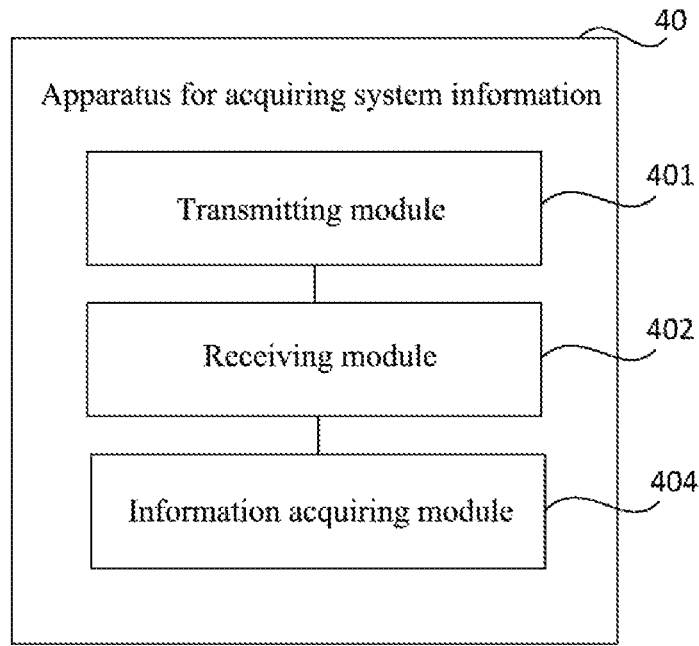 40
Apparatus for acquiring system information
401
Transmitting module
402
Receiving module
404
Information acquiring module